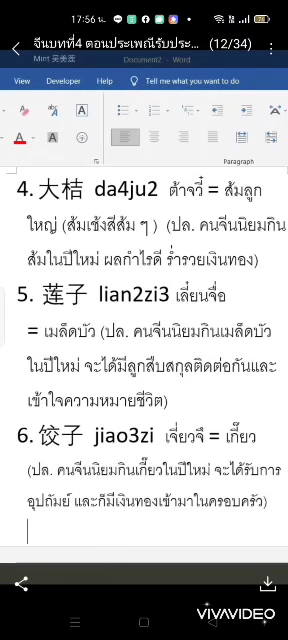 17:56 น.
จีนบทที่4 ตอนประเพณีรับประ... (12/34)
Mint 吴美莲 Document2 - Word
View Developer Help Tell me what you want to do
Paragraph
4. 大桔 da4ju2 ต้าจวี๋ = ส้มลูก
ใหญ่ (ส้มเช้งสีส้ม ๆ) (ปล. คนจีนนิยมกิน
ส้มในปีใหม่ ผลกำไรดี ร่ำรวยเงินทอง)
5. 莲子 lian2zi3 เลี๋ยนจื่อ
= เมล็ดบัว (ปล. คนจีนนิยมกินเมล็ดบัว
ในปีใหม่ จะได้มีลูกสืบสกุลติดต่อกันและ
เข้าใจความหมายชีวิต)
6. 饺子 jiao3zi เจี่ยวจึ = เกี๊ยว
(ปล. คนจีนนิยมกินเกี๊ยวในปีใหม่ จะได้รับการ
อุปถัมย์ และก็มีเงินทองเข้ามาในครอบครัว)
VIVAVIDEO